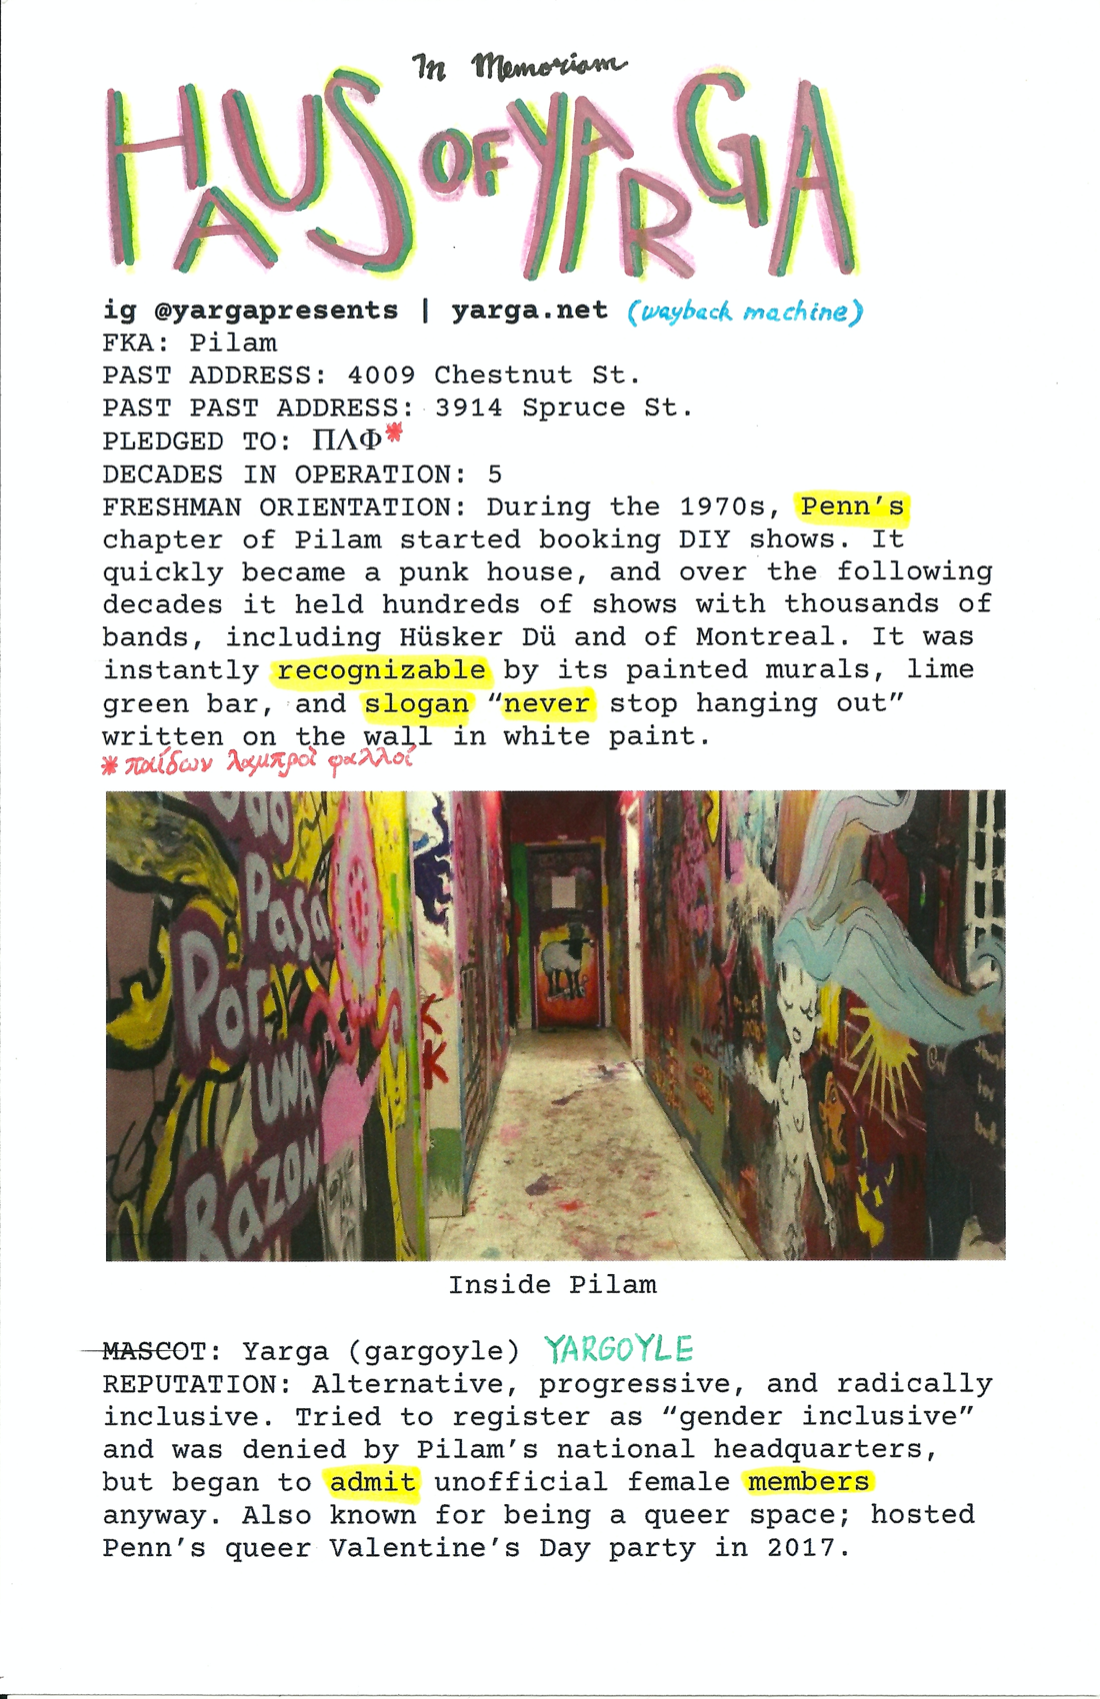 In Memoriam
HAUS OF YARGA
ig @yargapresents | yarga.net (wayback machine)
FKA: Pilam
PAST ADDRESS: 4009 Chestnut St.
PAST PAST ADDRESS: 3914 Spruce St.
PLEDGED TO: ΠΛΦ*
DECADES IN OPERATION: 5
FRESHMAN ORIENTATION: During the 1970s, Penn’s
chapter of Pilam started booking DIY shows. It
quickly became a punk house, and over the following
decades it held hundreds of shows with thousands of
bands, including Hüsker Dü and of Montreal. It was
instantly recognizable by its painted murals, lime
green bar, and slogan “never stop hanging out”
written on the wall in white paint.
* παίδων λαμπροὶ φαλλοί
Pasa
Por
UNA
RAZON
Inside Pilam
MASCOT: Yarga (gargoyle) YARGOYLE
REPUTATION: Alternative, progressive, and radically
inclusive. Tried to register as “gender inclusive”
and was denied by Pilam’s national headquarters,
but began to admit unofficial female members
anyway. Also known for being a queer space; hosted
Penn’s queer Valentine’s Day party in 2017.